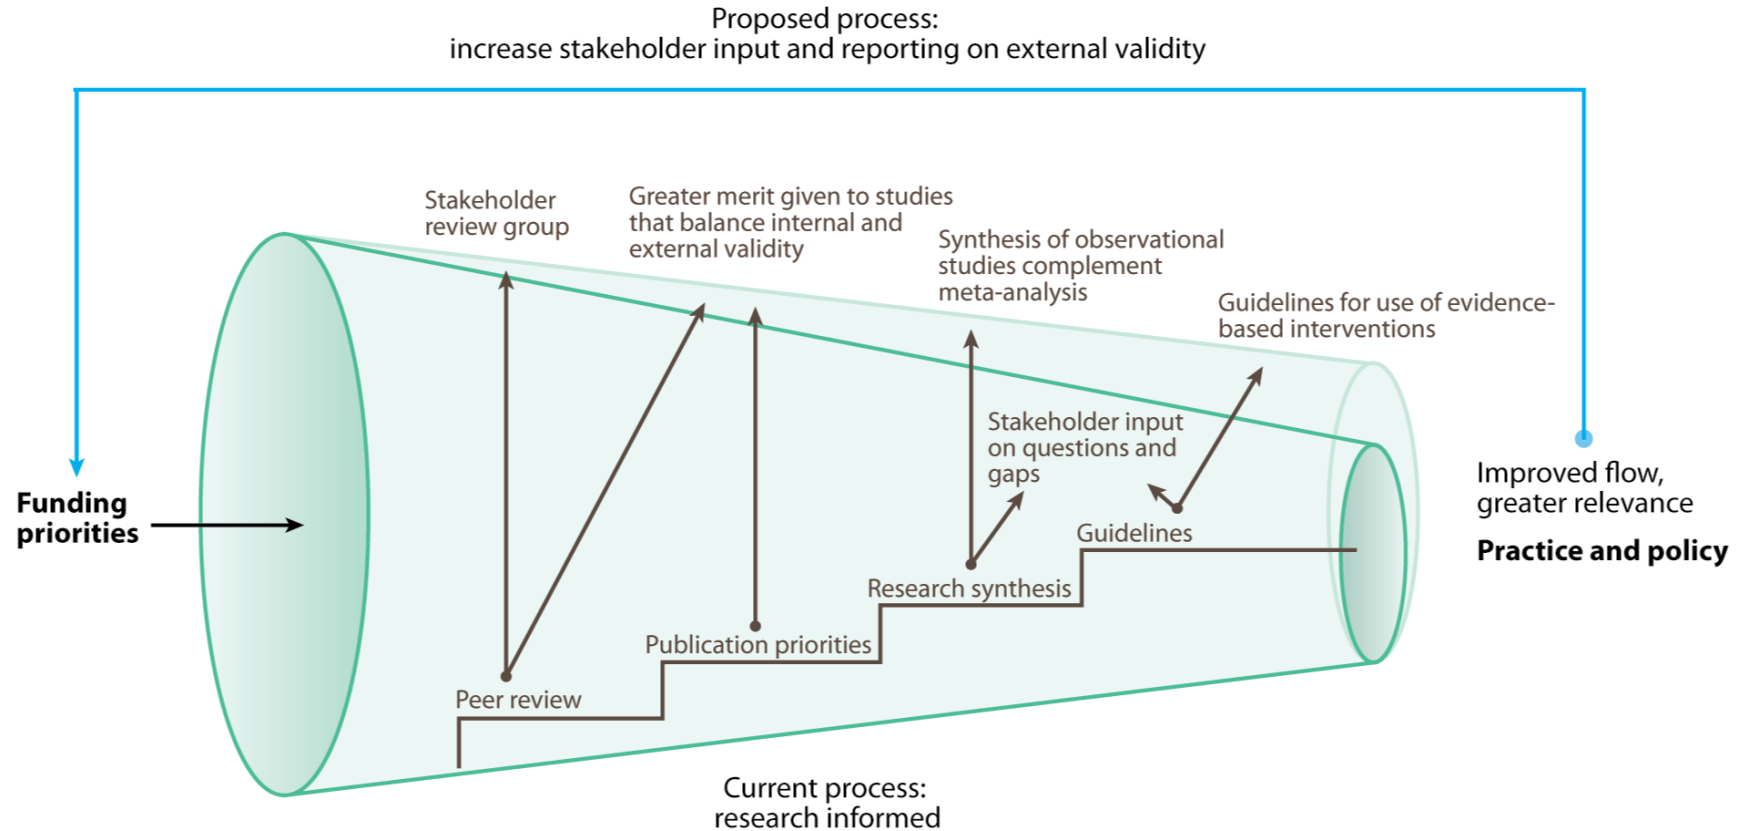 Proposed process:
increase stakeholder input and reporting on external validity
Stakeholder
review group
Greater merit given to studies
that balance internal and
external validity
Synthesis of observational
studies complement
meta-analysis
Guidelines for use of evidence-
based interventions
Stakeholder input
on questions and
gaps
Funding
priorities
Improved flow,
greater relevance
Practice and policy
Guidelines
Research synthesis
Publication priorities
Peer review
Current process:
research informed